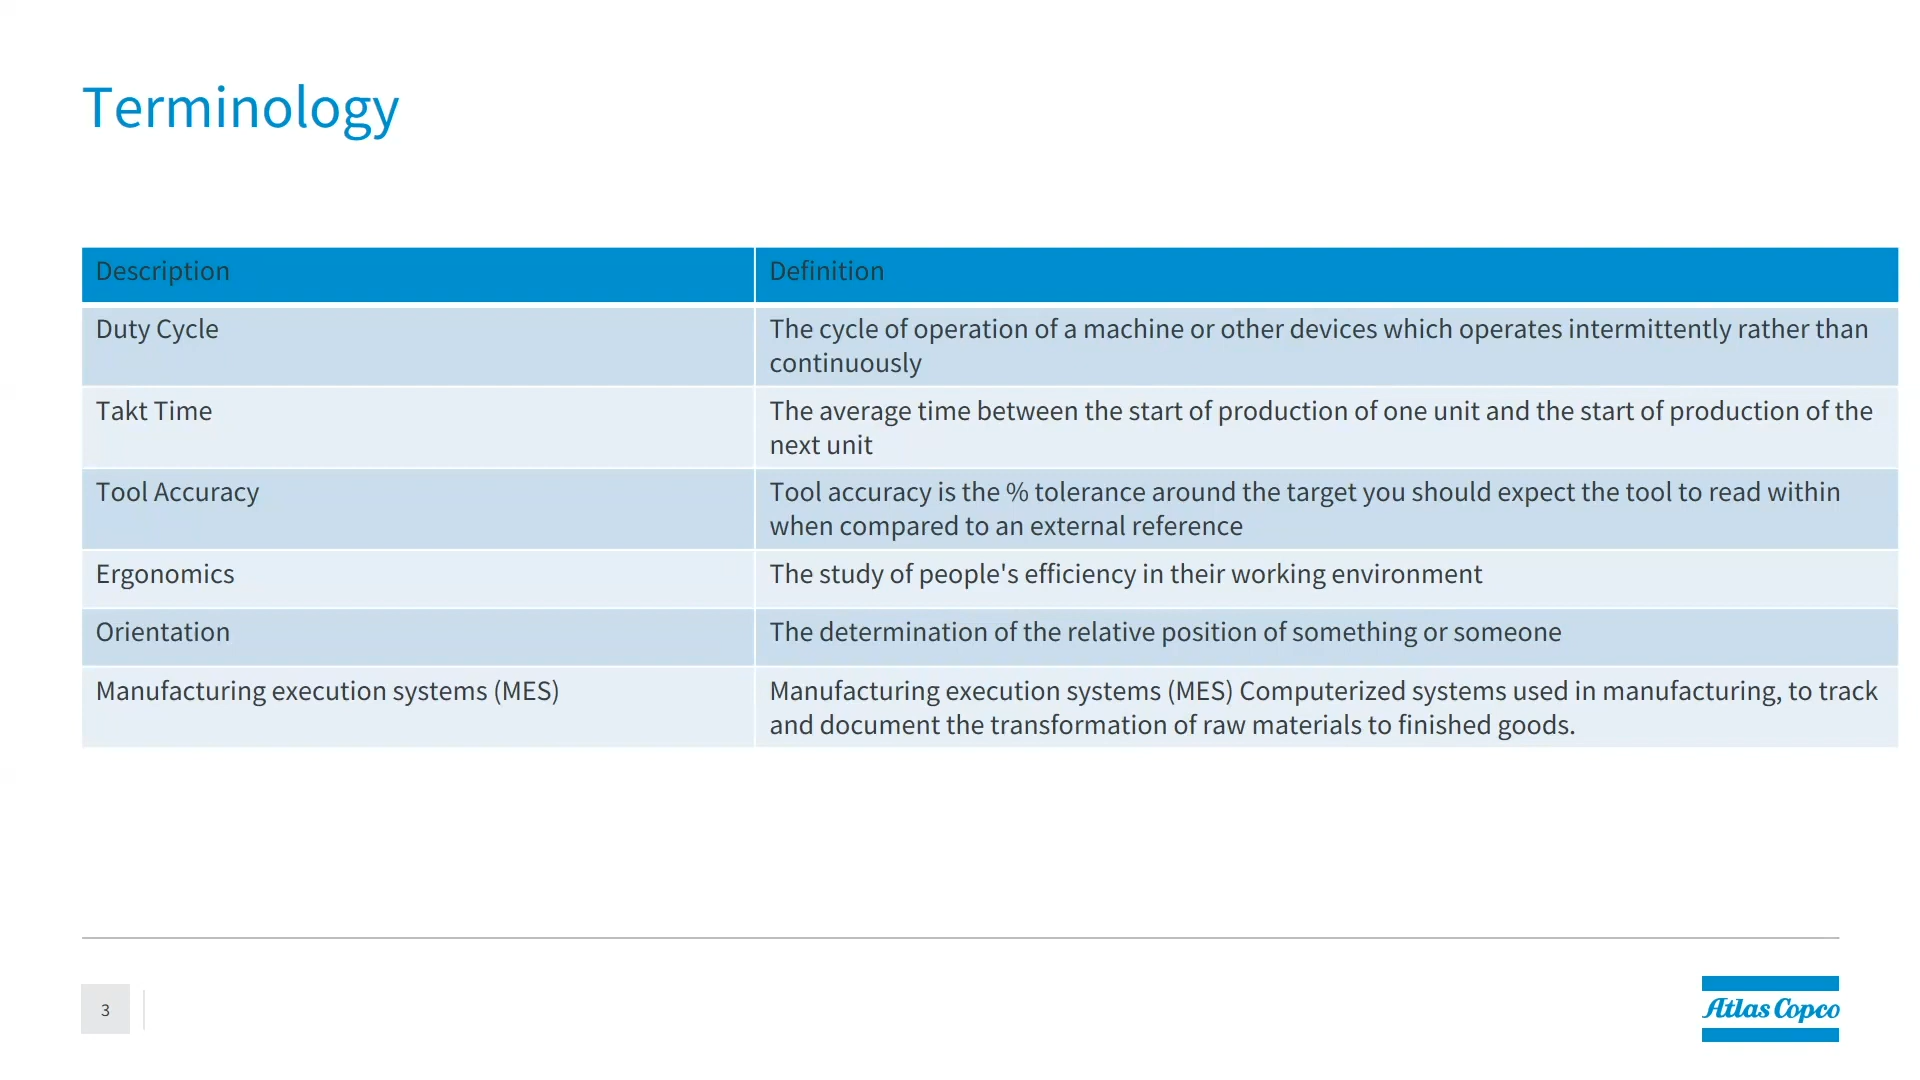 Terminology
Description
Definition
Duty Cycle
The cycle of operation of a machine or other devices which operates intermittently rather than
continuously
Takt Time
The average time between the start of production of one unit and the start of production of the
next unit
Tool Accuracy
Tool accuracy is the % tolerance around the target you should expect the tool to read within
when compared to an external reference
Ergonomics
The study of people's efficiency in their working environment
Orientation
The determination of the relative position of something or someone
Manufacturing execution systems (MES)
Manufacturing execution systems (MES) Computerized systems used in manufacturing, to track
and document the transformation of raw materials to finished goods.
3
Atlas Copco